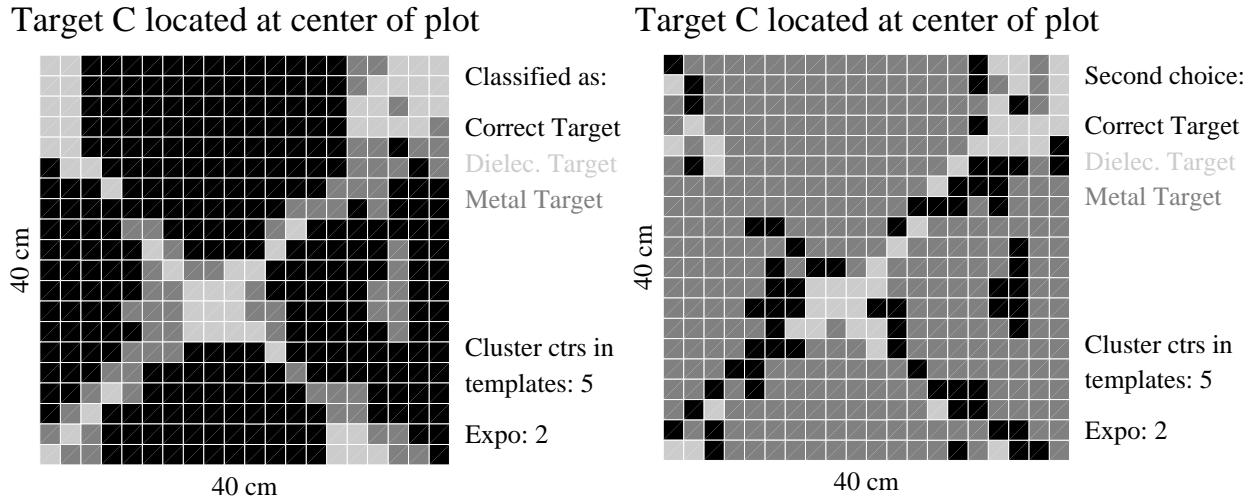 Target C located at center of plot
Classified as:
Correct Target
Dielec. Target
Metal Target
40 cm
Cluster ctrs in
templates: 5
Expo: 2
40 cm
Target C located at center of plot
Second choice:
Correct Target
Dielec. Target
Metal Target
40 cm
Cluster ctrs in
templates: 5
Expo: 2
40 cm